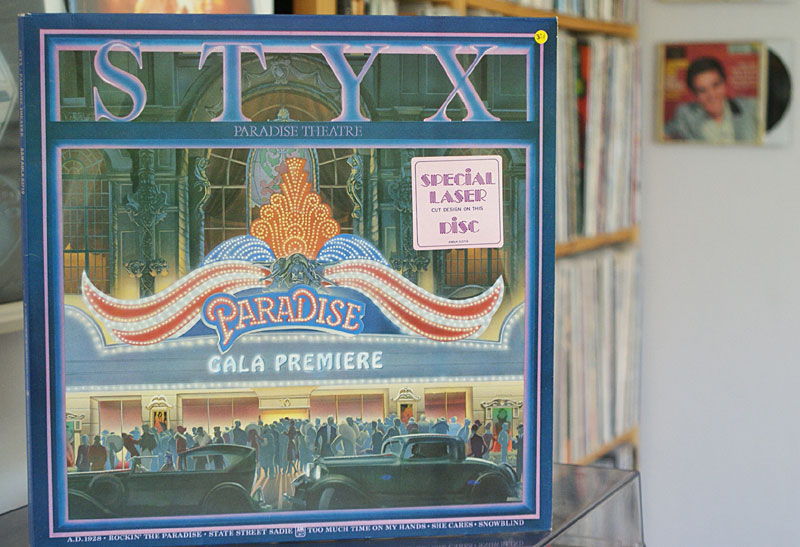 STYX
PARADISE THEATRE
SPECIAL
LASER
CUT DESIGN ON THIS
DISC
PARADISE
GALA PREMIERE
A.D. 1928 • ROCKIN' THE PARADISE • STATE STREET SADIE A&M TOO MUCH TIME ON MY HANDS • SHE CARES • SNOWBLIND